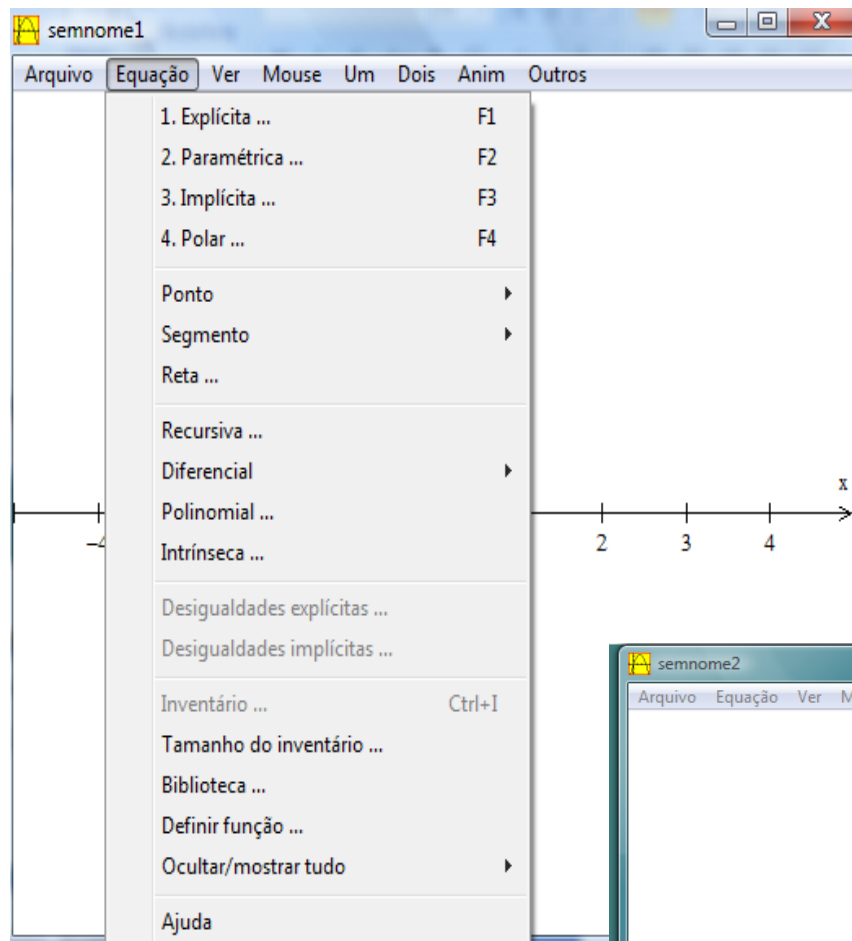 semnome1
Arquivo Equação Ver Mouse Um Dois Anim Outros
1. Explícita ... F1
2. Paramétrica ... F2
3. Implícita ... F3
4. Polar ... F4
Ponto
Segmento
Reta ...
Recursiva ...
Diferencial
Polinomial ...
Intrínseca ...
Desigualdades explícitas ...
Desigualdades implícitas ...
Inventário ... Ctrl+I
Tamanho do inventário ...
Biblioteca ...
Definir função ...
Ocultar/mostrar tudo
Ajuda
x
–4 2 3 4
semnome2
Arquivo Equação Ver M